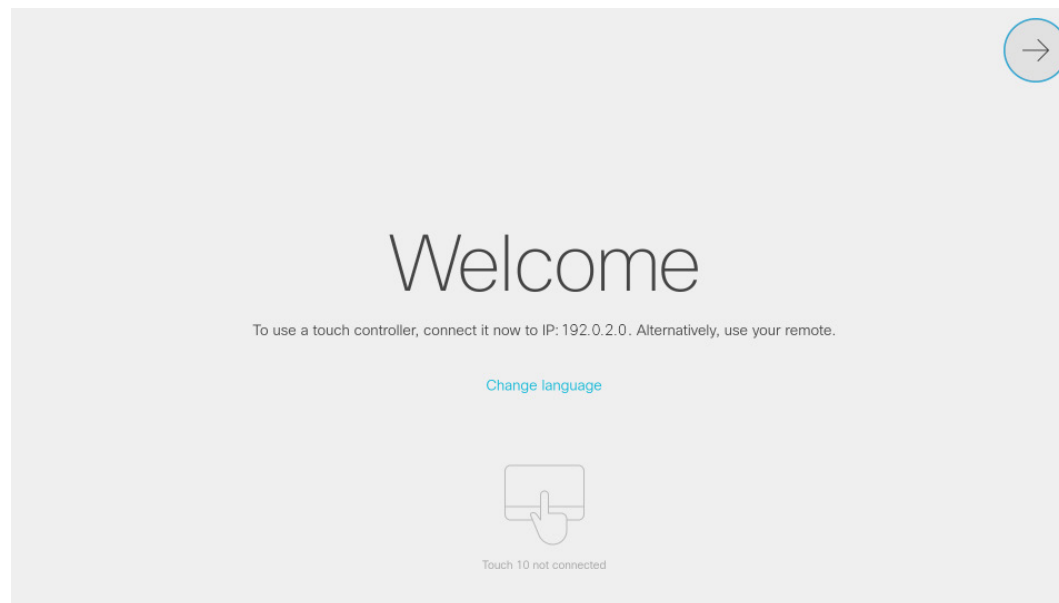 Welcome
To use a touch controller, connect it now to IP: 192.0.2.0. Alternatively, use your remote.
Change language
Touch 10 not connected